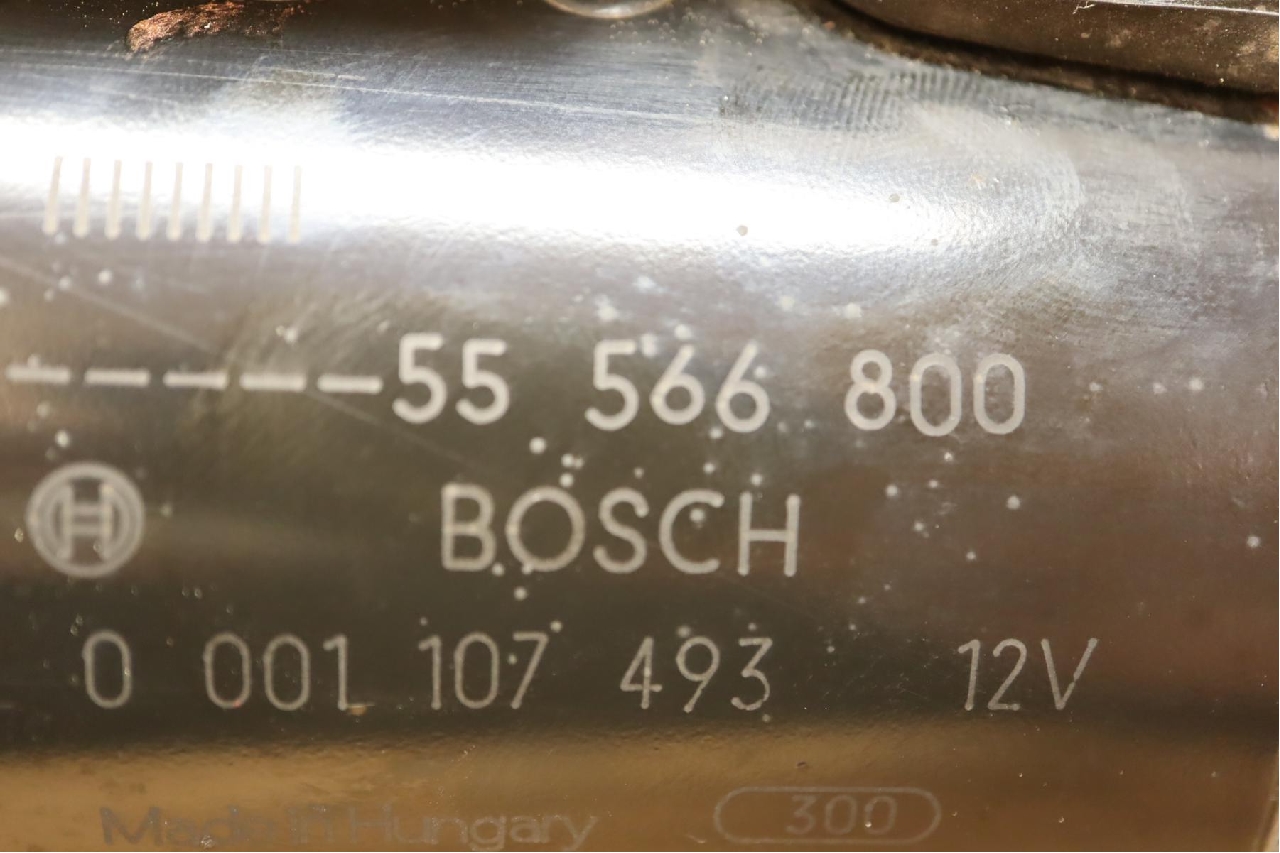 -----55 566 800
BOSCH
0 001 107 493 12V
Made in Hungary 300